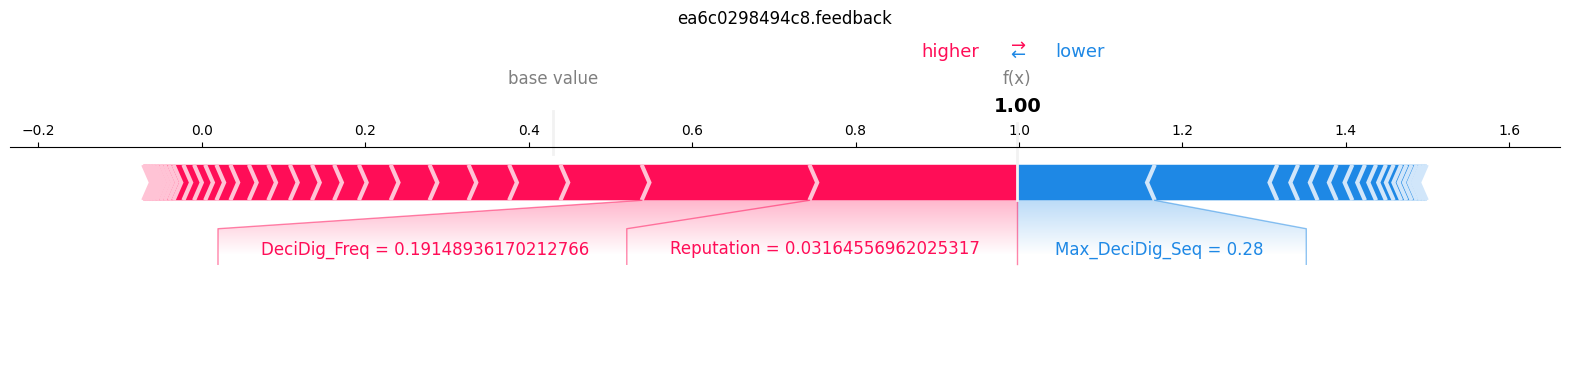 ea6c0298494c8.feedback
higher ⇄ lower
base value f(x)
1.00
−0.2 0.0 0.2 0.4 0.6 0.8 1.0 1.2 1.4 1.6
DeciDig_Freq = 0.19148936170212766 Reputation = 0.03164556962025317 Max_DeciDig_Seq = 0.28